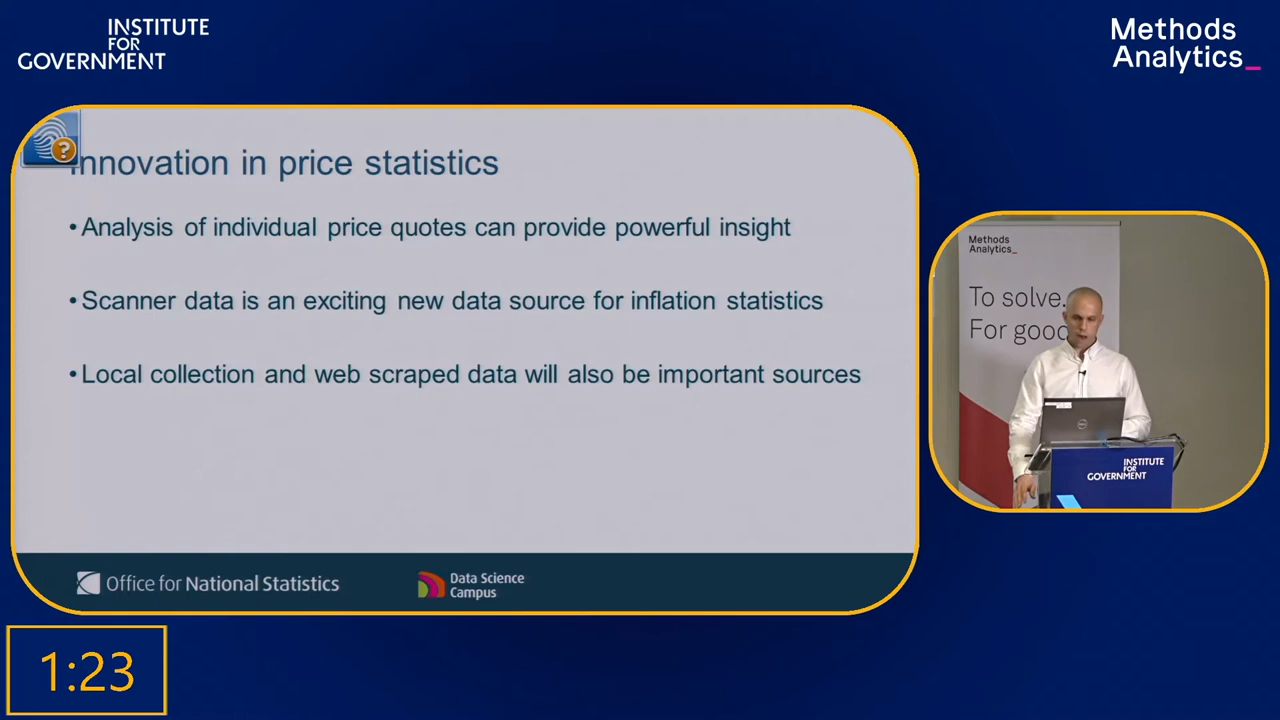 INSTITUTE
FOR
GOVERNMENT
Methods
Analytics_
?
Innovation in price statistics
• Analysis of individual price quotes can provide powerful insight
• Scanner data is an exciting new data source for inflation statistics
• Local collection and web scraped data will also be important sources
Office for National Statistics
Data Science
Campus
Methods
Analytics_
To solve.
For good
DELL
INSTITUTE
FOR
GOVERNMENT
1:23